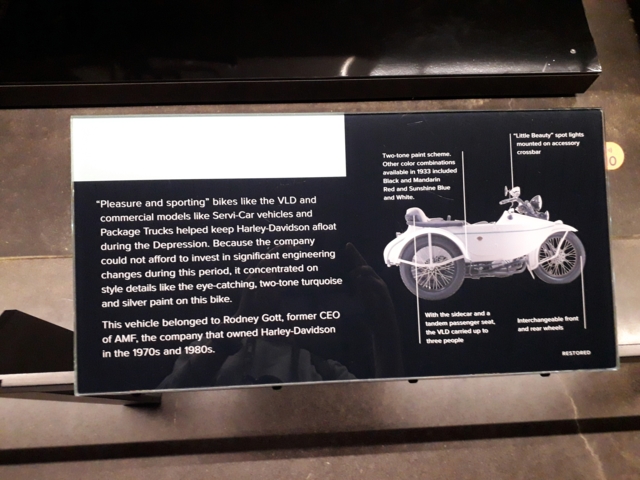 "Pleasure and sporting" bikes like the VLD and
commercial models like Servi-Car vehicles and
Package Trucks helped keep Harley-Davidson afloat
during the Depression. Because the company
could not afford to invest in significant engineering
changes during this period, it concentrated on
style details like the eye-catching, two-tone turquoise
and silver paint on this bike.
This vehicle belonged to Rodney Gott, former CEO
of AMF, the company that owned Harley-Davidson
in the 1970s and 1980s.
Two-tone paint scheme.
Other color combinations
available in 1933 included
Black and Mandarin
Red and Sunshine Blue
and White.
"Little Beauty" spot lights
mounted on accessory
crossbar
With the sidecar and a
tandem passenger seat,
the VLD carried up to
three people
Interchangeable front
and rear wheels
RESTORED